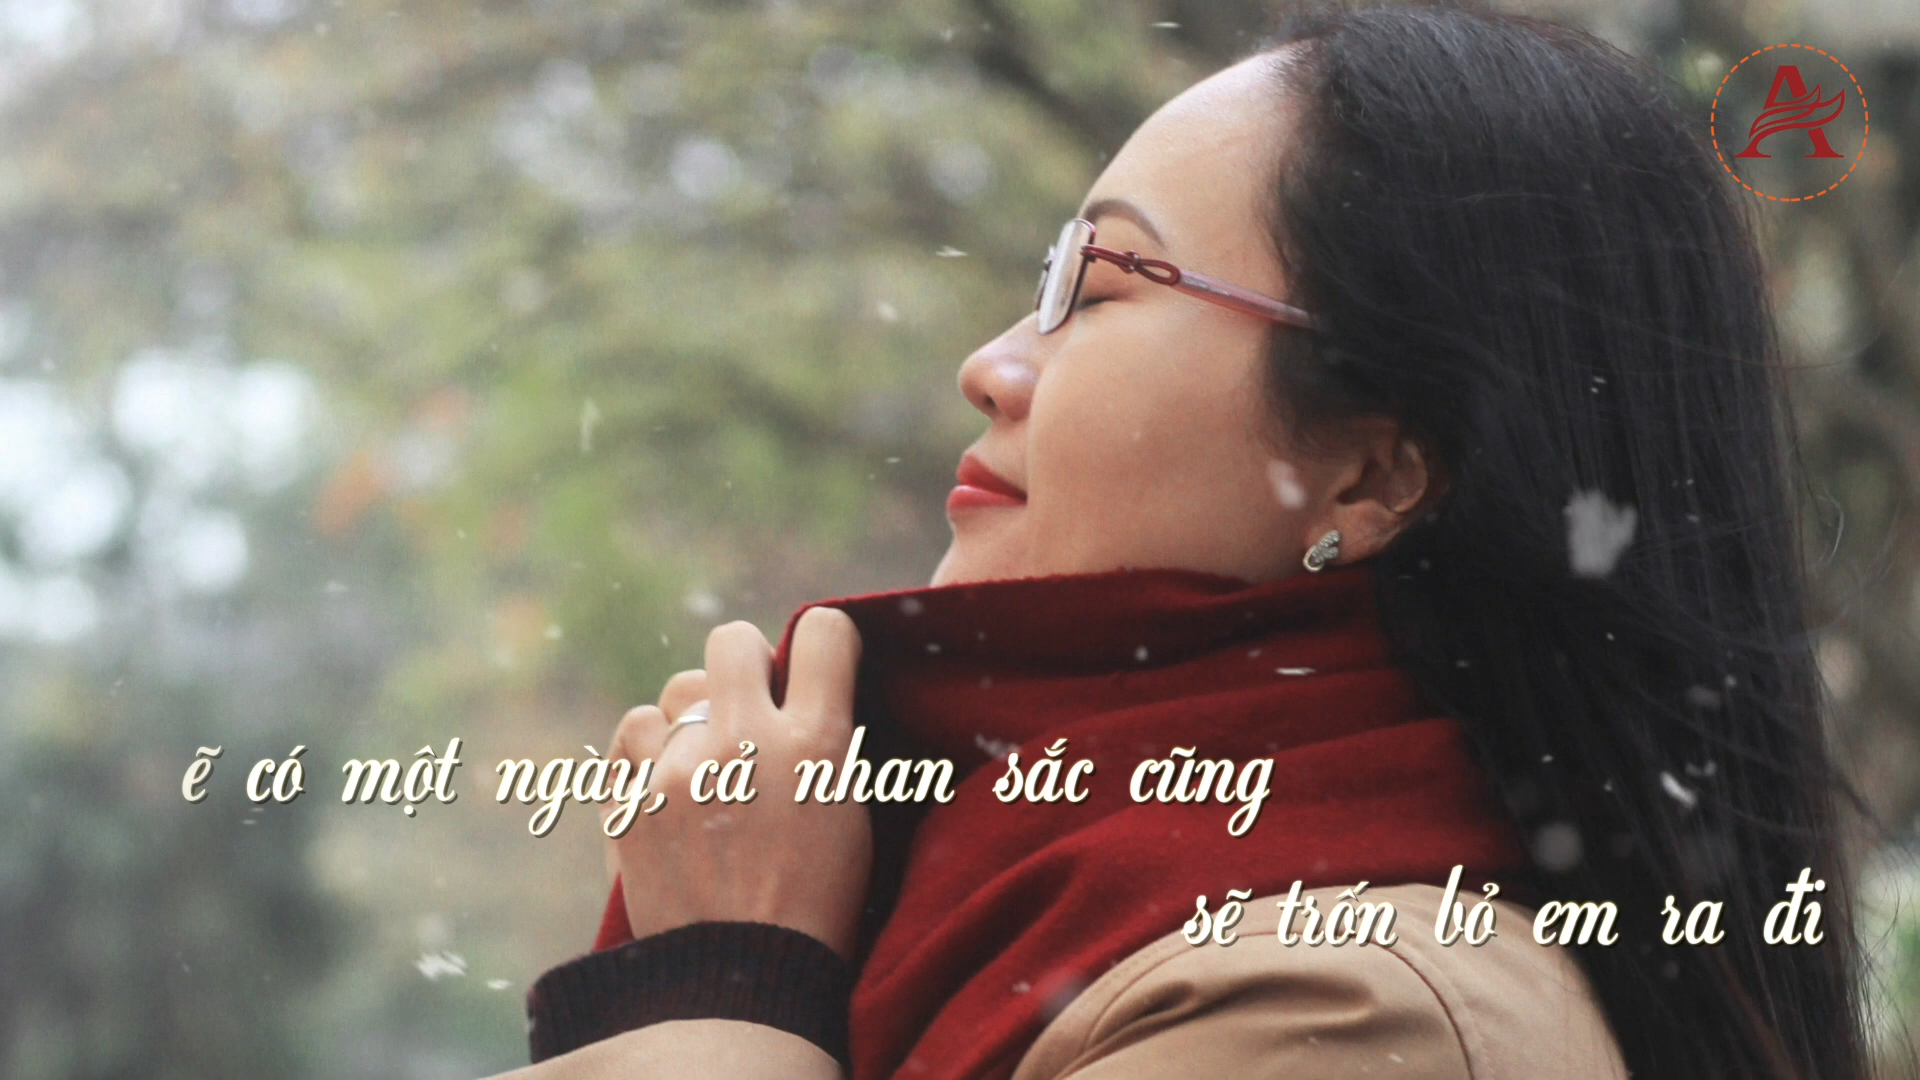 A
ẽ có một ngày, cả nhan sắc cũng
sẽ trốn bỏ em ra đi